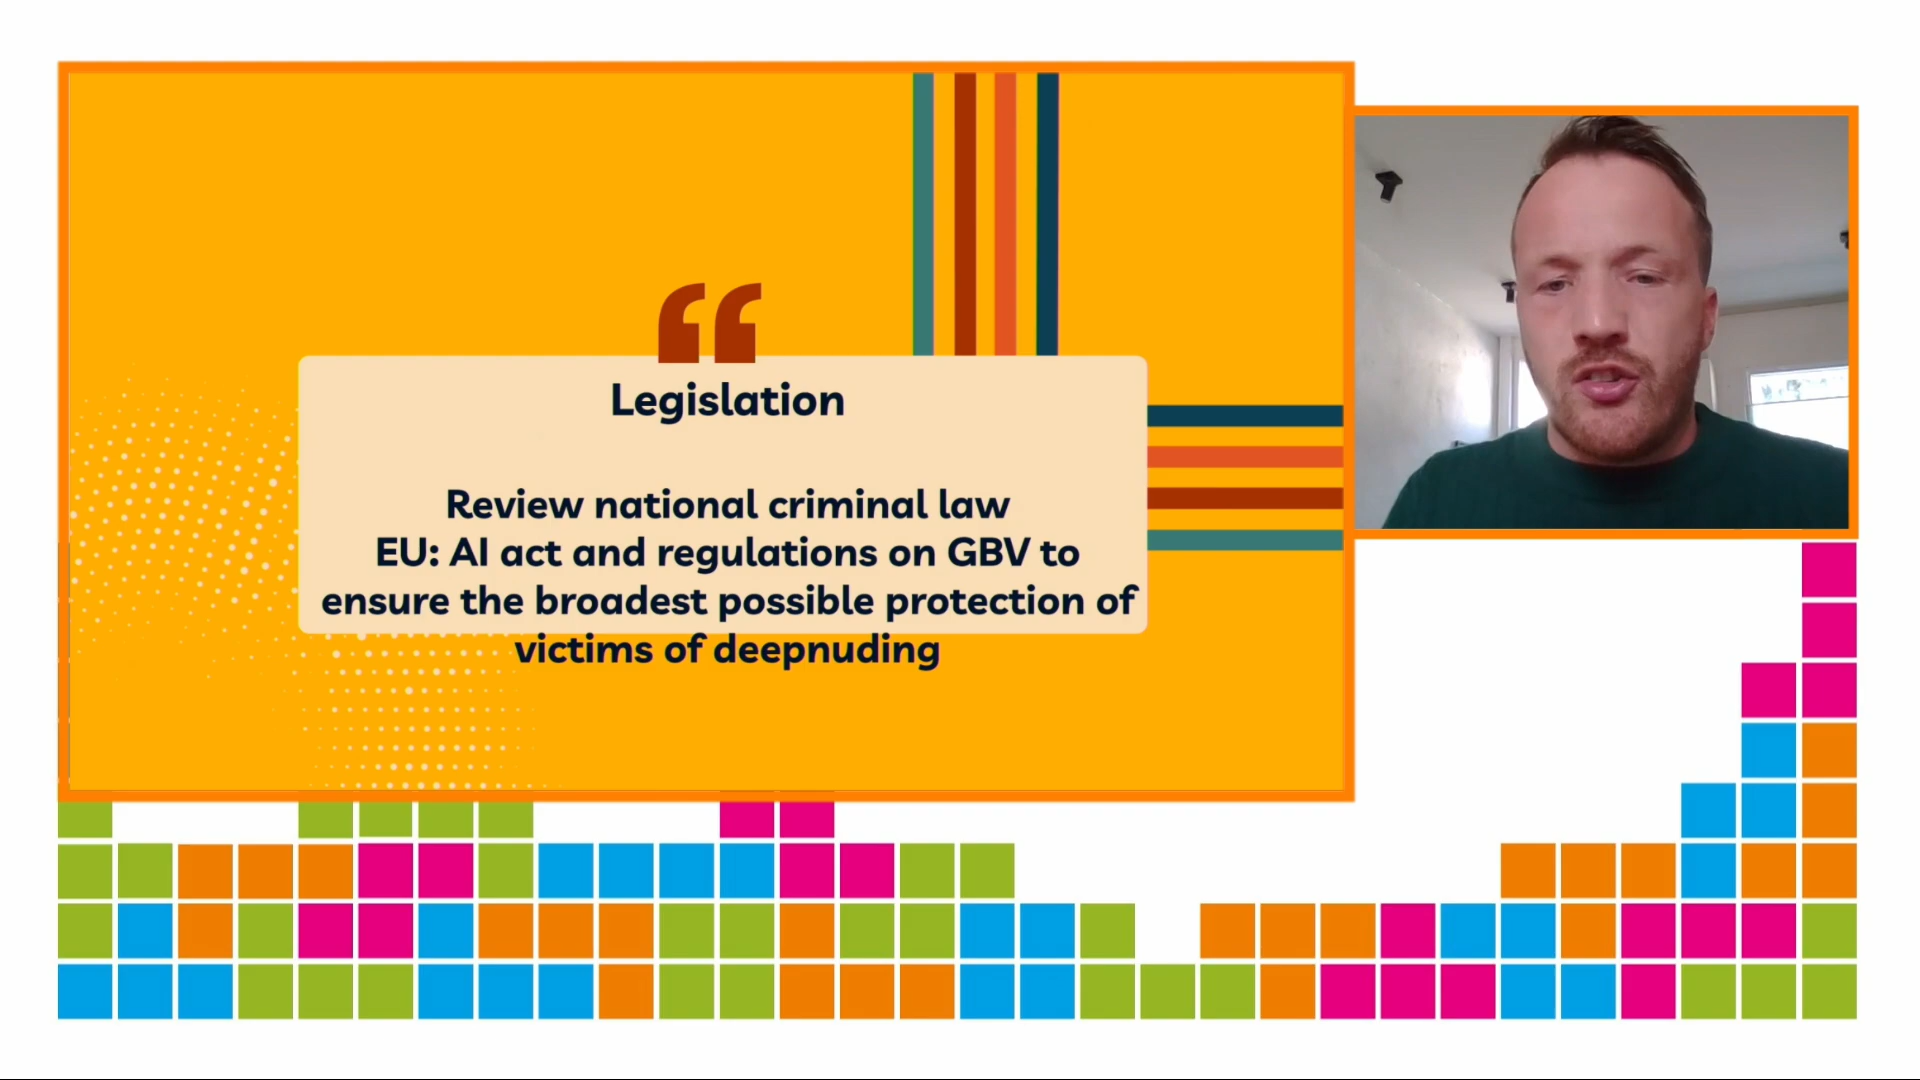 Legislation
Review national criminal law
EU: AI act and regulations on GBV to
ensure the broadest possible protection of
victims of deepnuding